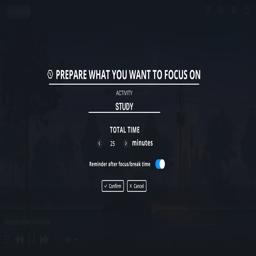 PREPARE WHAT YOU WANT TO FOCUS ON
ACTIVITY
STUDY
TOTAL TIME
25 minutes
Reminder after focus/break time
✓ Confirm × Cancel